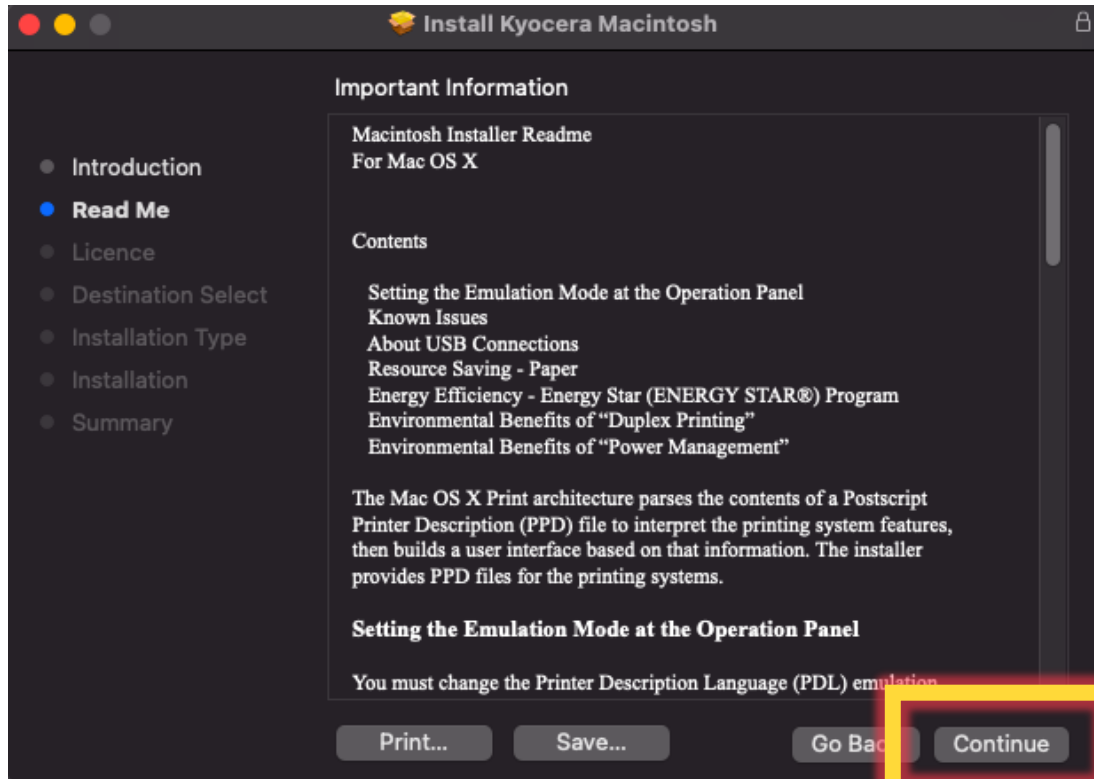 Install Kyocera Macintosh
Important Information
Introduction
Read Me
Licence
Destination Select
Installation Type
Installation
Summary
Macintosh Installer Readme
For Mac OS X
Contents
Setting the Emulation Mode at the Operation Panel
Known Issues
About USB Connections
Resource Saving - Paper
Energy Efficiency - Energy Star (ENERGY STAR®) Program
Environmental Benefits of “Duplex Printing”
Environmental Benefits of “Power Management”
The Mac OS X Print architecture parses the contents of a Postscript
Printer Description (PPD) file to interpret the printing system features,
then builds a user interface based on that information. The installer
provides PPD files for the printing systems.
Setting the Emulation Mode at the Operation Panel
You must change the Printer Description Language (PDL) emulation
Print...
Save...
Go Bac
Continue